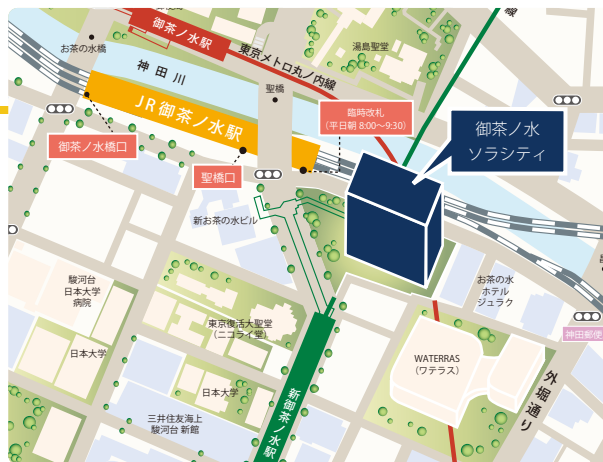 御茶ノ水駅
お茶の水橋
東京メトロ丸ノ内線
湯島聖堂
線
神田川
聖橋
JR御茶ノ水駅
臨時改札
（平日朝 8:00～9:30）
御茶ノ水
ソラシティ
御茶ノ水橋口
聖橋口
新お茶の水ビル
駿河台
日本大学
病院
お茶の水
ホテル
ジュラク
東京復活大聖堂
（ニコライ堂）
神田郵便
日本大学
WATERRAS
（ワテラス）
外堀通り
日本大学
新御茶ノ水駅
三井住友海上
駿河台 新館